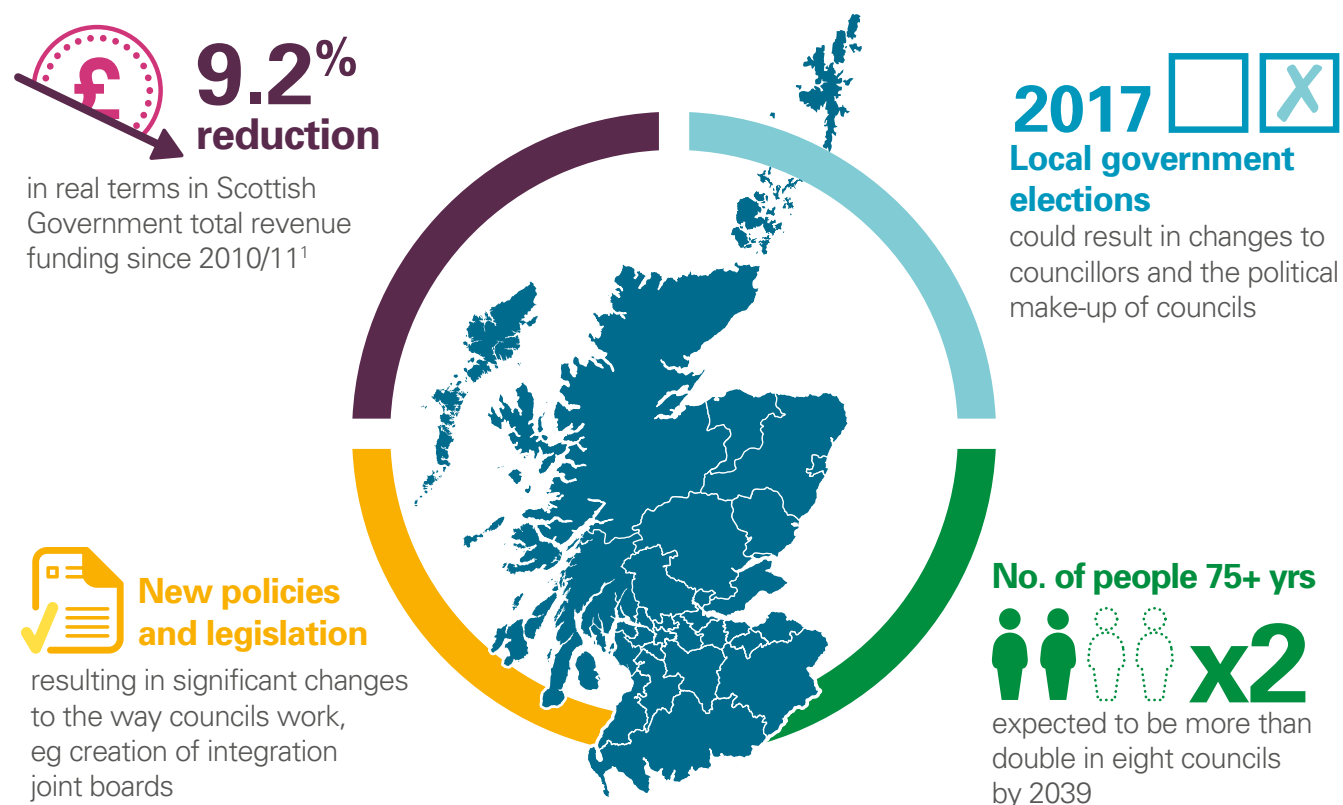 £
9.2%
reduction
in real terms in Scottish
Government total revenue
funding since 2010/11¹
2017
Local government
elections
could result in changes to
councillors and the political
make-up of councils
New policies
and legislation
resulting in significant changes
to the way councils work,
eg creation of integration
joint boards
No. of people 75+ yrs
x2
expected to be more than
double in eight councils
by 2039